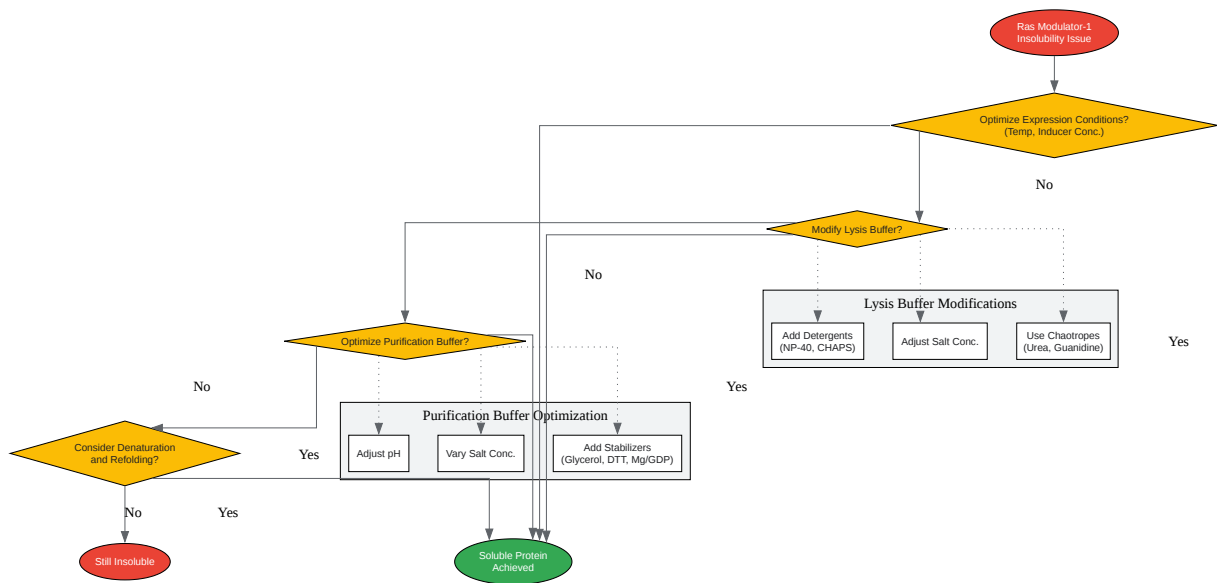 Ras Modulator-1
Insolubility Issue
Optimize Expression Conditions?
(Temp, Inducer Conc.)
No
Modify Lysis Buffer?
No
Lysis Buffer Modifications
Add Detergents
(NP-40, CHAPS)
Adjust Salt Conc.
Use Chaotropes
(Urea, Guanidine)
Yes
Optimize Purification Buffer?
No
Yes
Purification Buffer Optimization
Adjust pH
Vary Salt Conc.
Add Stabilizers
(Glycerol, DTT, Mg/GDP)
Consider Denaturation
and Refolding?
Yes
No
Yes
Still Insoluble
Soluble Protein
Achieved